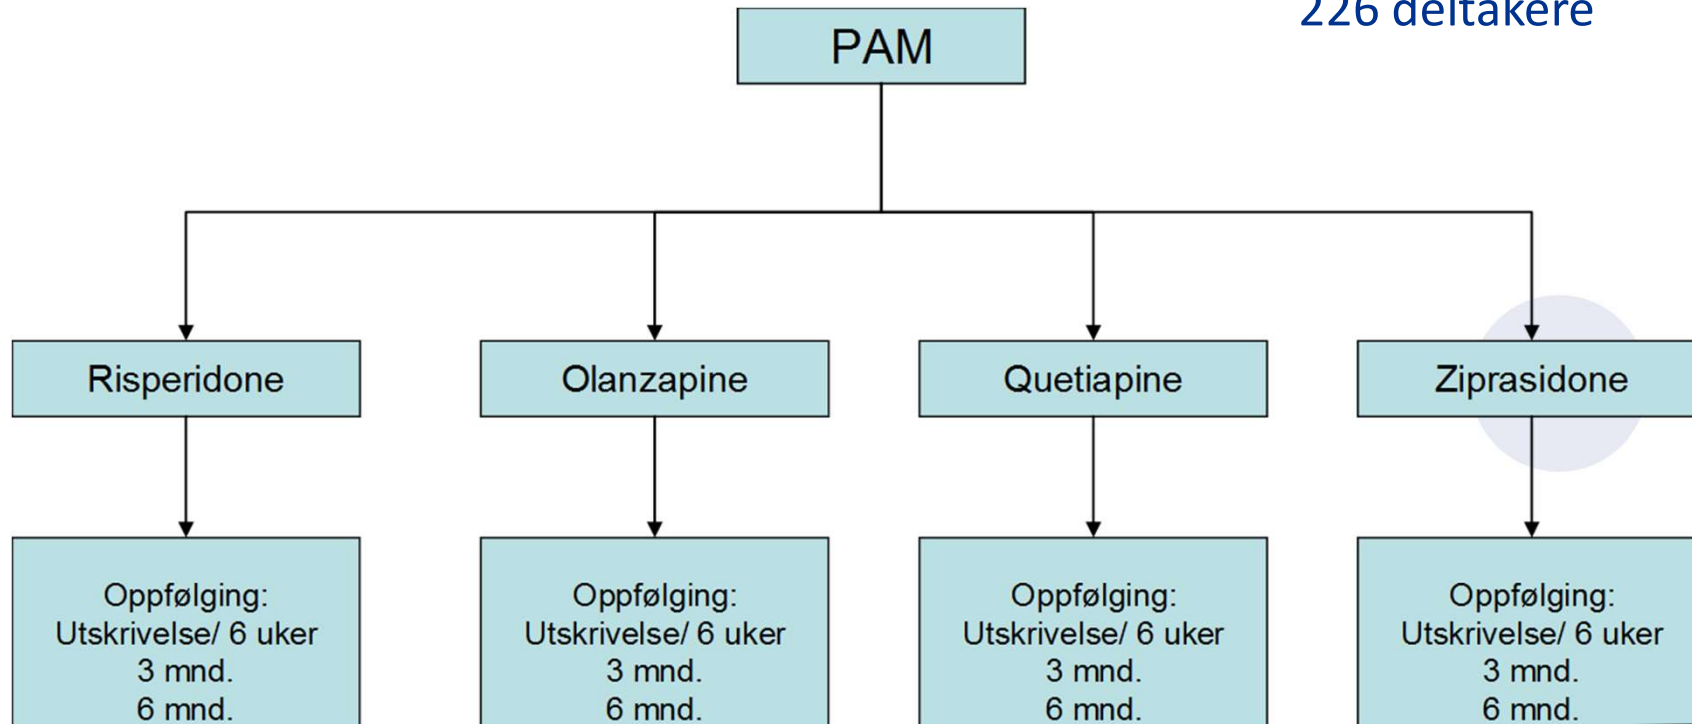 226 deltakere
PAM
Risperidone
Olanzapine
Quetiapine
Ziprasidone
Oppfølging:
Utskrivelse/ 6 uker
3 mnd.
6 mnd.
Oppfølging:
Utskrivelse/ 6 uker
3 mnd.
6 mnd.
Oppfølging:
Utskrivelse/ 6 uker
3 mnd.
6 mnd.
Oppfølging:
Utskrivelse/ 6 uker
3 mnd.
6 mnd.